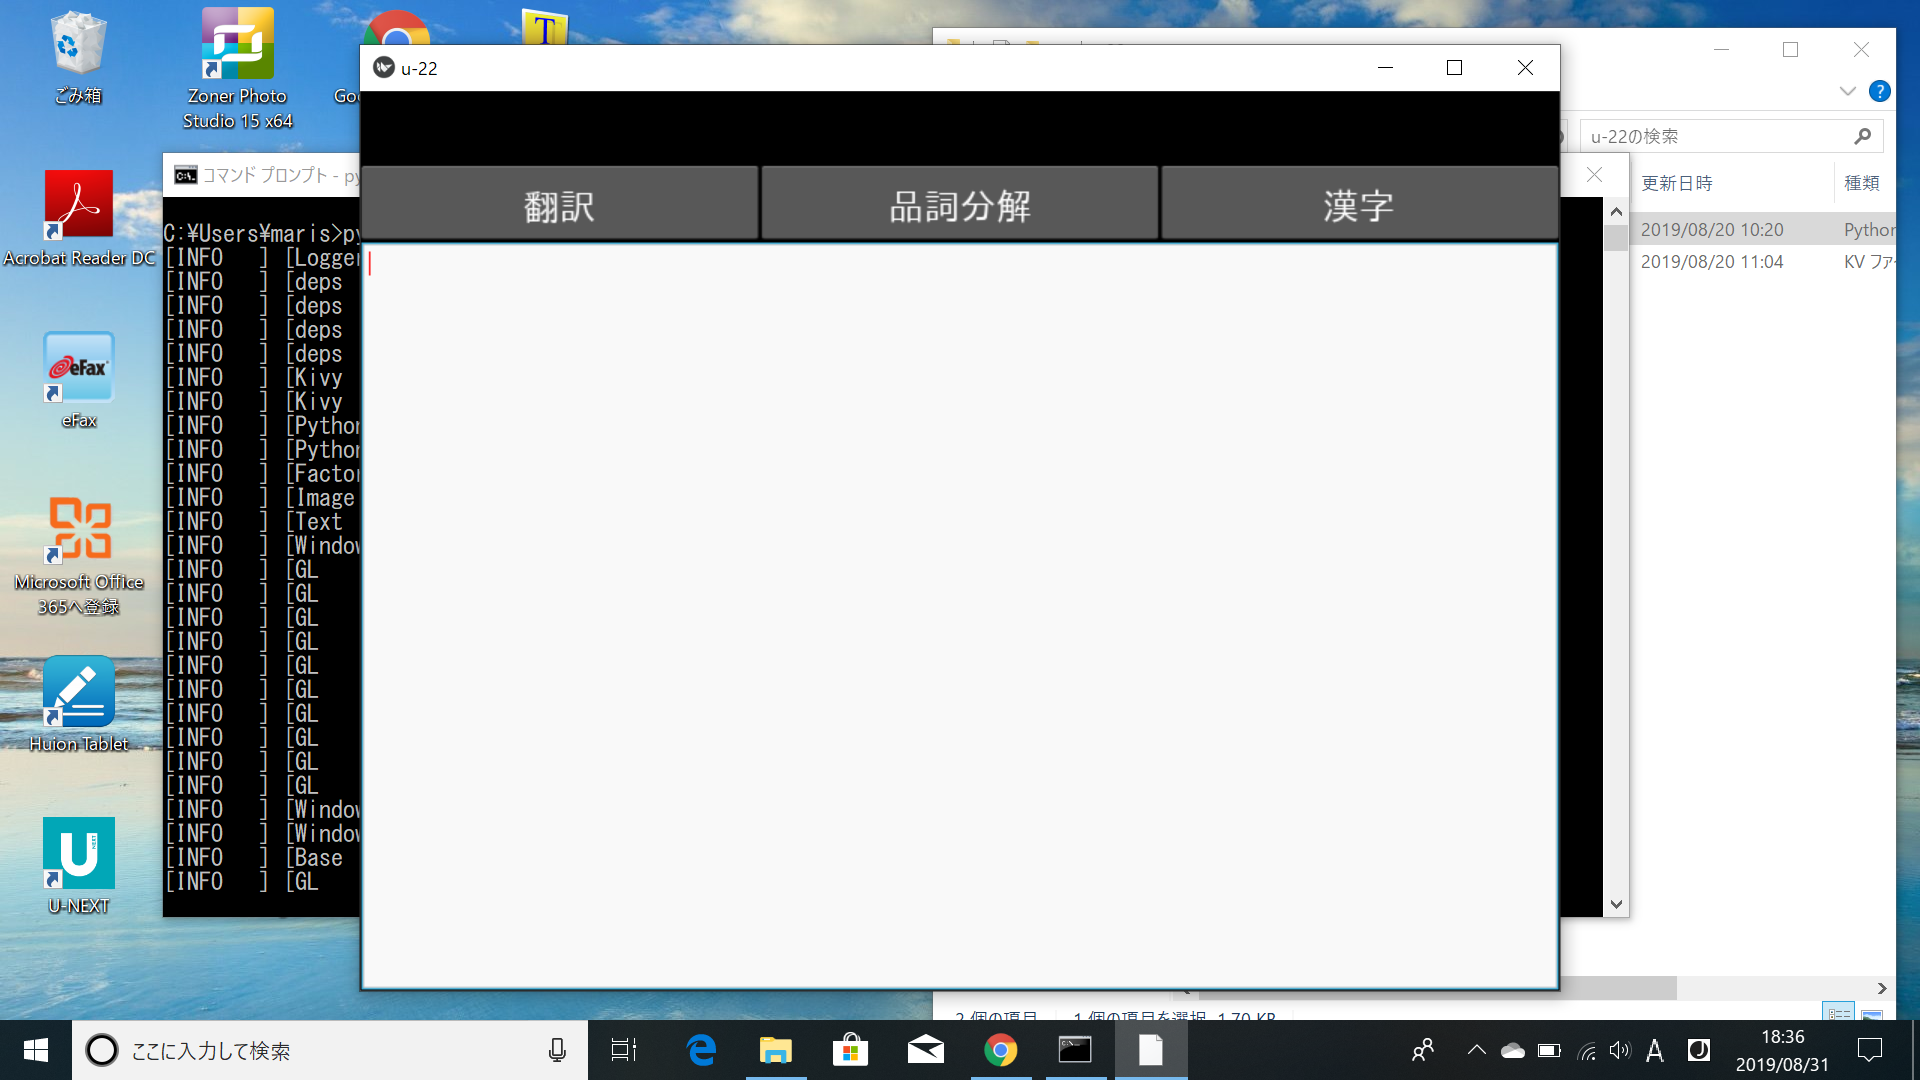 ごみ箱
Zoner Photo
Studio 15 x64
T
Acrobat Reader DC
eFax
eFax
Microsoft Office
365へ登録
Huion Tablet
U-NEXT
コマンド プロンプト - py
C:¥Users¥maris>py
[INFO   ] [Logger
[INFO   ] [deps
[INFO   ] [deps
[INFO   ] [deps
[INFO   ] [deps
[INFO   ] [Kivy
[INFO   ] [Kivy
[INFO   ] [Python
[INFO   ] [Python
[INFO   ] [Factor
[INFO   ] [Image
[INFO   ] [Text
[INFO   ] [Window
[INFO   ] [GL
[INFO   ] [GL
[INFO   ] [GL
[INFO   ] [GL
[INFO   ] [GL
[INFO   ] [GL
[INFO   ] [GL
[INFO   ] [GL
[INFO   ] [GL
[INFO   ] [GL
[INFO   ] [Window
[INFO   ] [Window
[INFO   ] [Base
[INFO   ] [GL
u-22
翻訳 品詞分解 漢字
u-22の検索
更新日時 種類
2019/08/20 10:20 Python
2019/08/20 11:04 KV ファ
2 個の項目 1 個の項目を選択 1.70 KB
ここに入力して検索
A J
18:36
2019/08/31